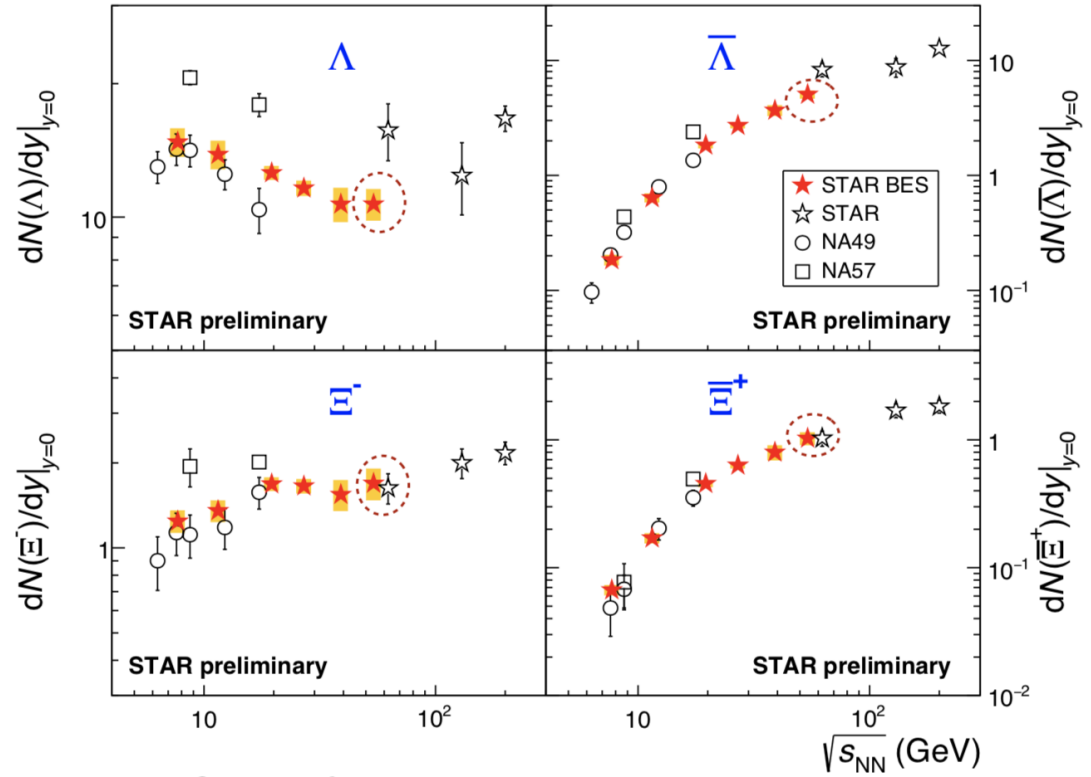 Λ
dN(Λ)/dy|y=0
10
STAR preliminary
Λ̅
dN(Λ̅)/dy|y=0
10
1
10⁻¹
STAR BES
STAR
NA49
NA57
STAR preliminary
Ξ⁻
dN(Ξ⁻)/dy|y=0
1
STAR preliminary
10
10²
Ξ̅⁺
dN(Ξ̅⁺)/dy|y=0
1
10⁻¹
10⁻²
STAR preliminary
10
10²
√sNN (GeV)